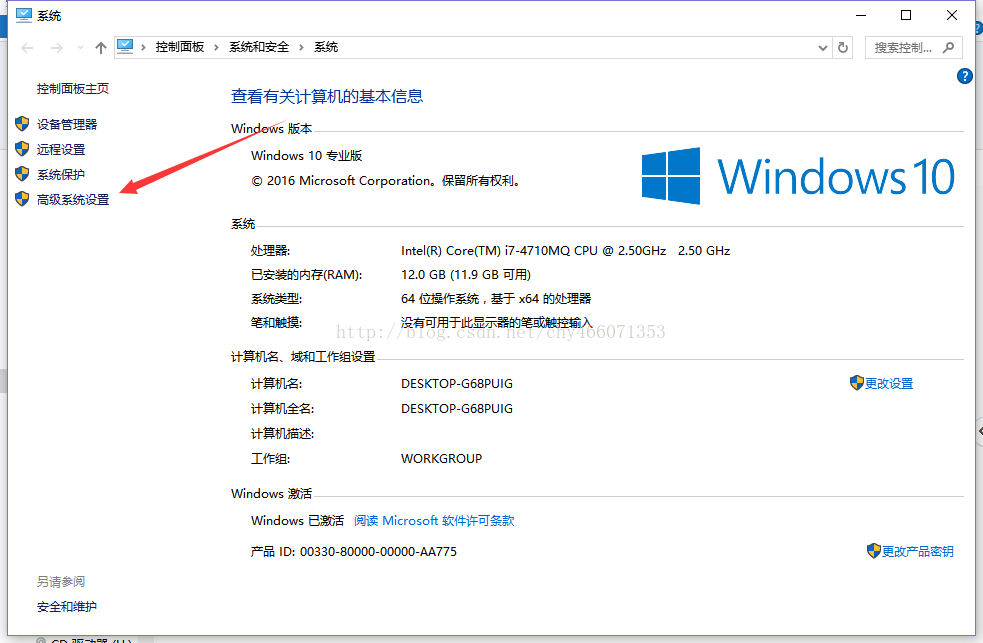 系统
控制面板 > 系统和安全 > 系统
搜索控制...
控制面板主页
设备管理器
远程设置
系统保护
高级系统设置
查看有关计算机的基本信息
Windows 版本
Windows 10 专业版
© 2016 Microsoft Corporation。保留所有权利。
Windows 10
系统
处理器: Intel(R) Core(TM) i7-4710MQ CPU @ 2.50GHz 2.50 GHz
已安装的内存(RAM): 12.0 GB (11.9 GB 可用)
系统类型: 64 位操作系统，基于 x64 的处理器
笔和触摸: 没有可用于此显示器的笔或触控输入
http://blog.csdn.net/chy466071353
计算机名、域和工作组设置
计算机名: DESKTOP-G68PUIG
更改设置
计算机全名: DESKTOP-G68PUIG
计算机描述:
工作组: WORKGROUP
Windows 激活
Windows 已激活 阅读 Microsoft 软件许可条款
产品 ID: 00330-80000-00000-AA775
更改产品密钥
另请参阅
安全和维护
CD 驱动器 (H:)